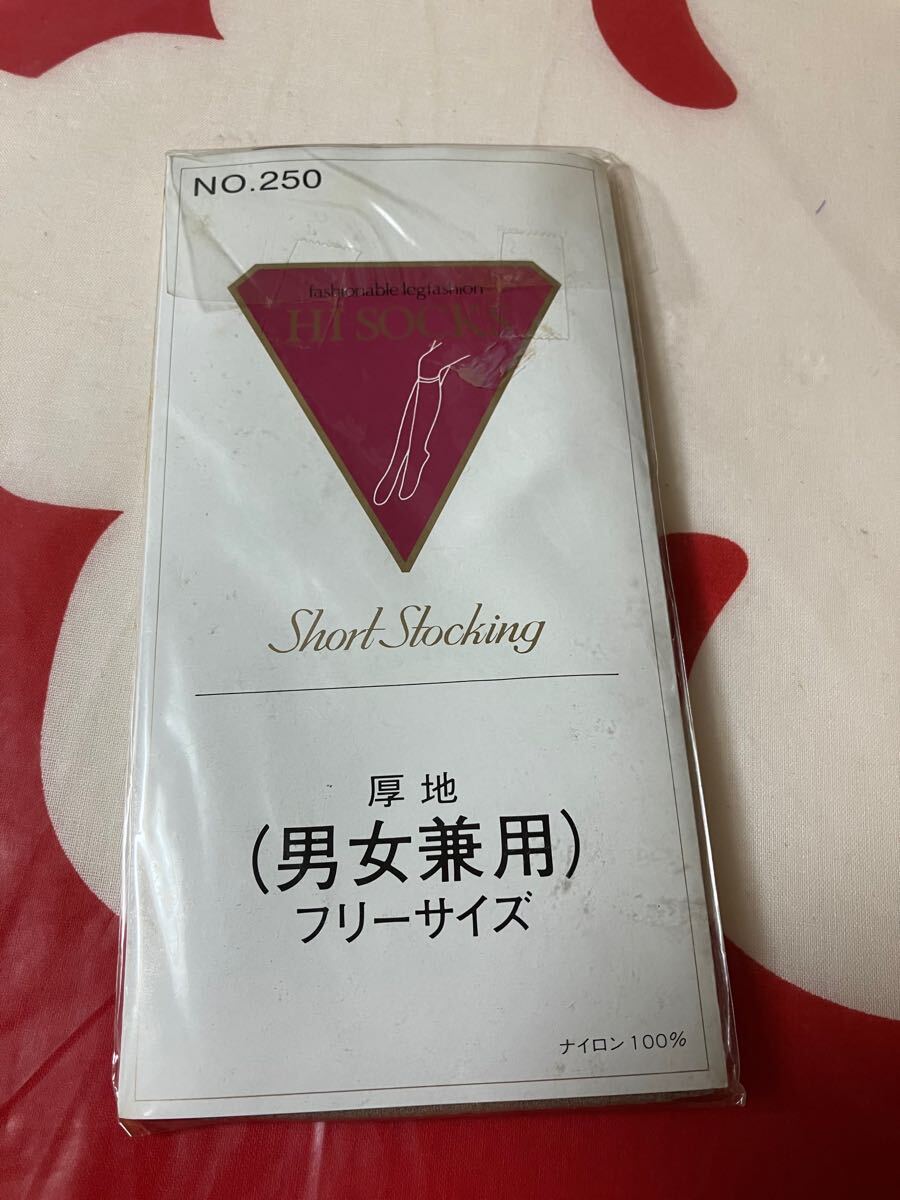 NO.250
fashionable legfashion
HI SOCKS
Short Stocking
厚地
(男女兼用)
フリーサイズ
ナイロン100%